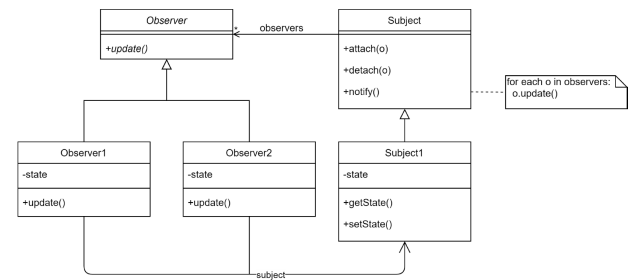 Observer
+update()
*
observers
Subject
+attach(o)
+detach(o)
+notify()
for each o in observers:
o.update()
Observer1
-state
+update()
Observer2
-state
+update()
Subject1
-state
+getState()
+setState()
subject